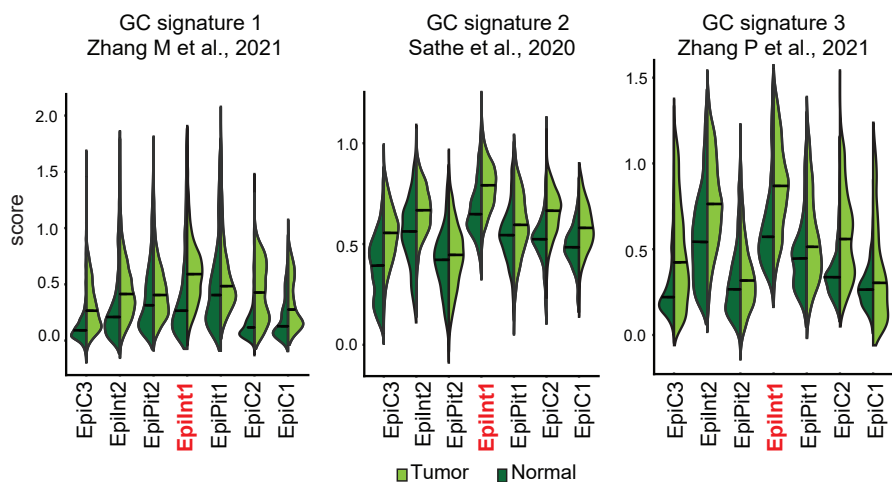 GC signature 1
Zhang M et al., 2021
GC signature 2
Sathe et al., 2020
GC signature 3
Zhang P et al., 2021
score
2.0
1.5
1.0
0.5
0.0
EpiC3
EpiInt2
EpiPit2
EpiInt1
EpiPit1
EpiC2
EpiC1
1.0
0.5
0.0
EpiC3
EpiInt2
EpiPit2
EpiInt1
EpiPit1
EpiC2
EpiC1
1.5
1.0
0.5
0.0
EpiC3
EpiInt2
EpiPit2
EpiInt1
EpiPit1
EpiC2
EpiC1
Tumor Normal